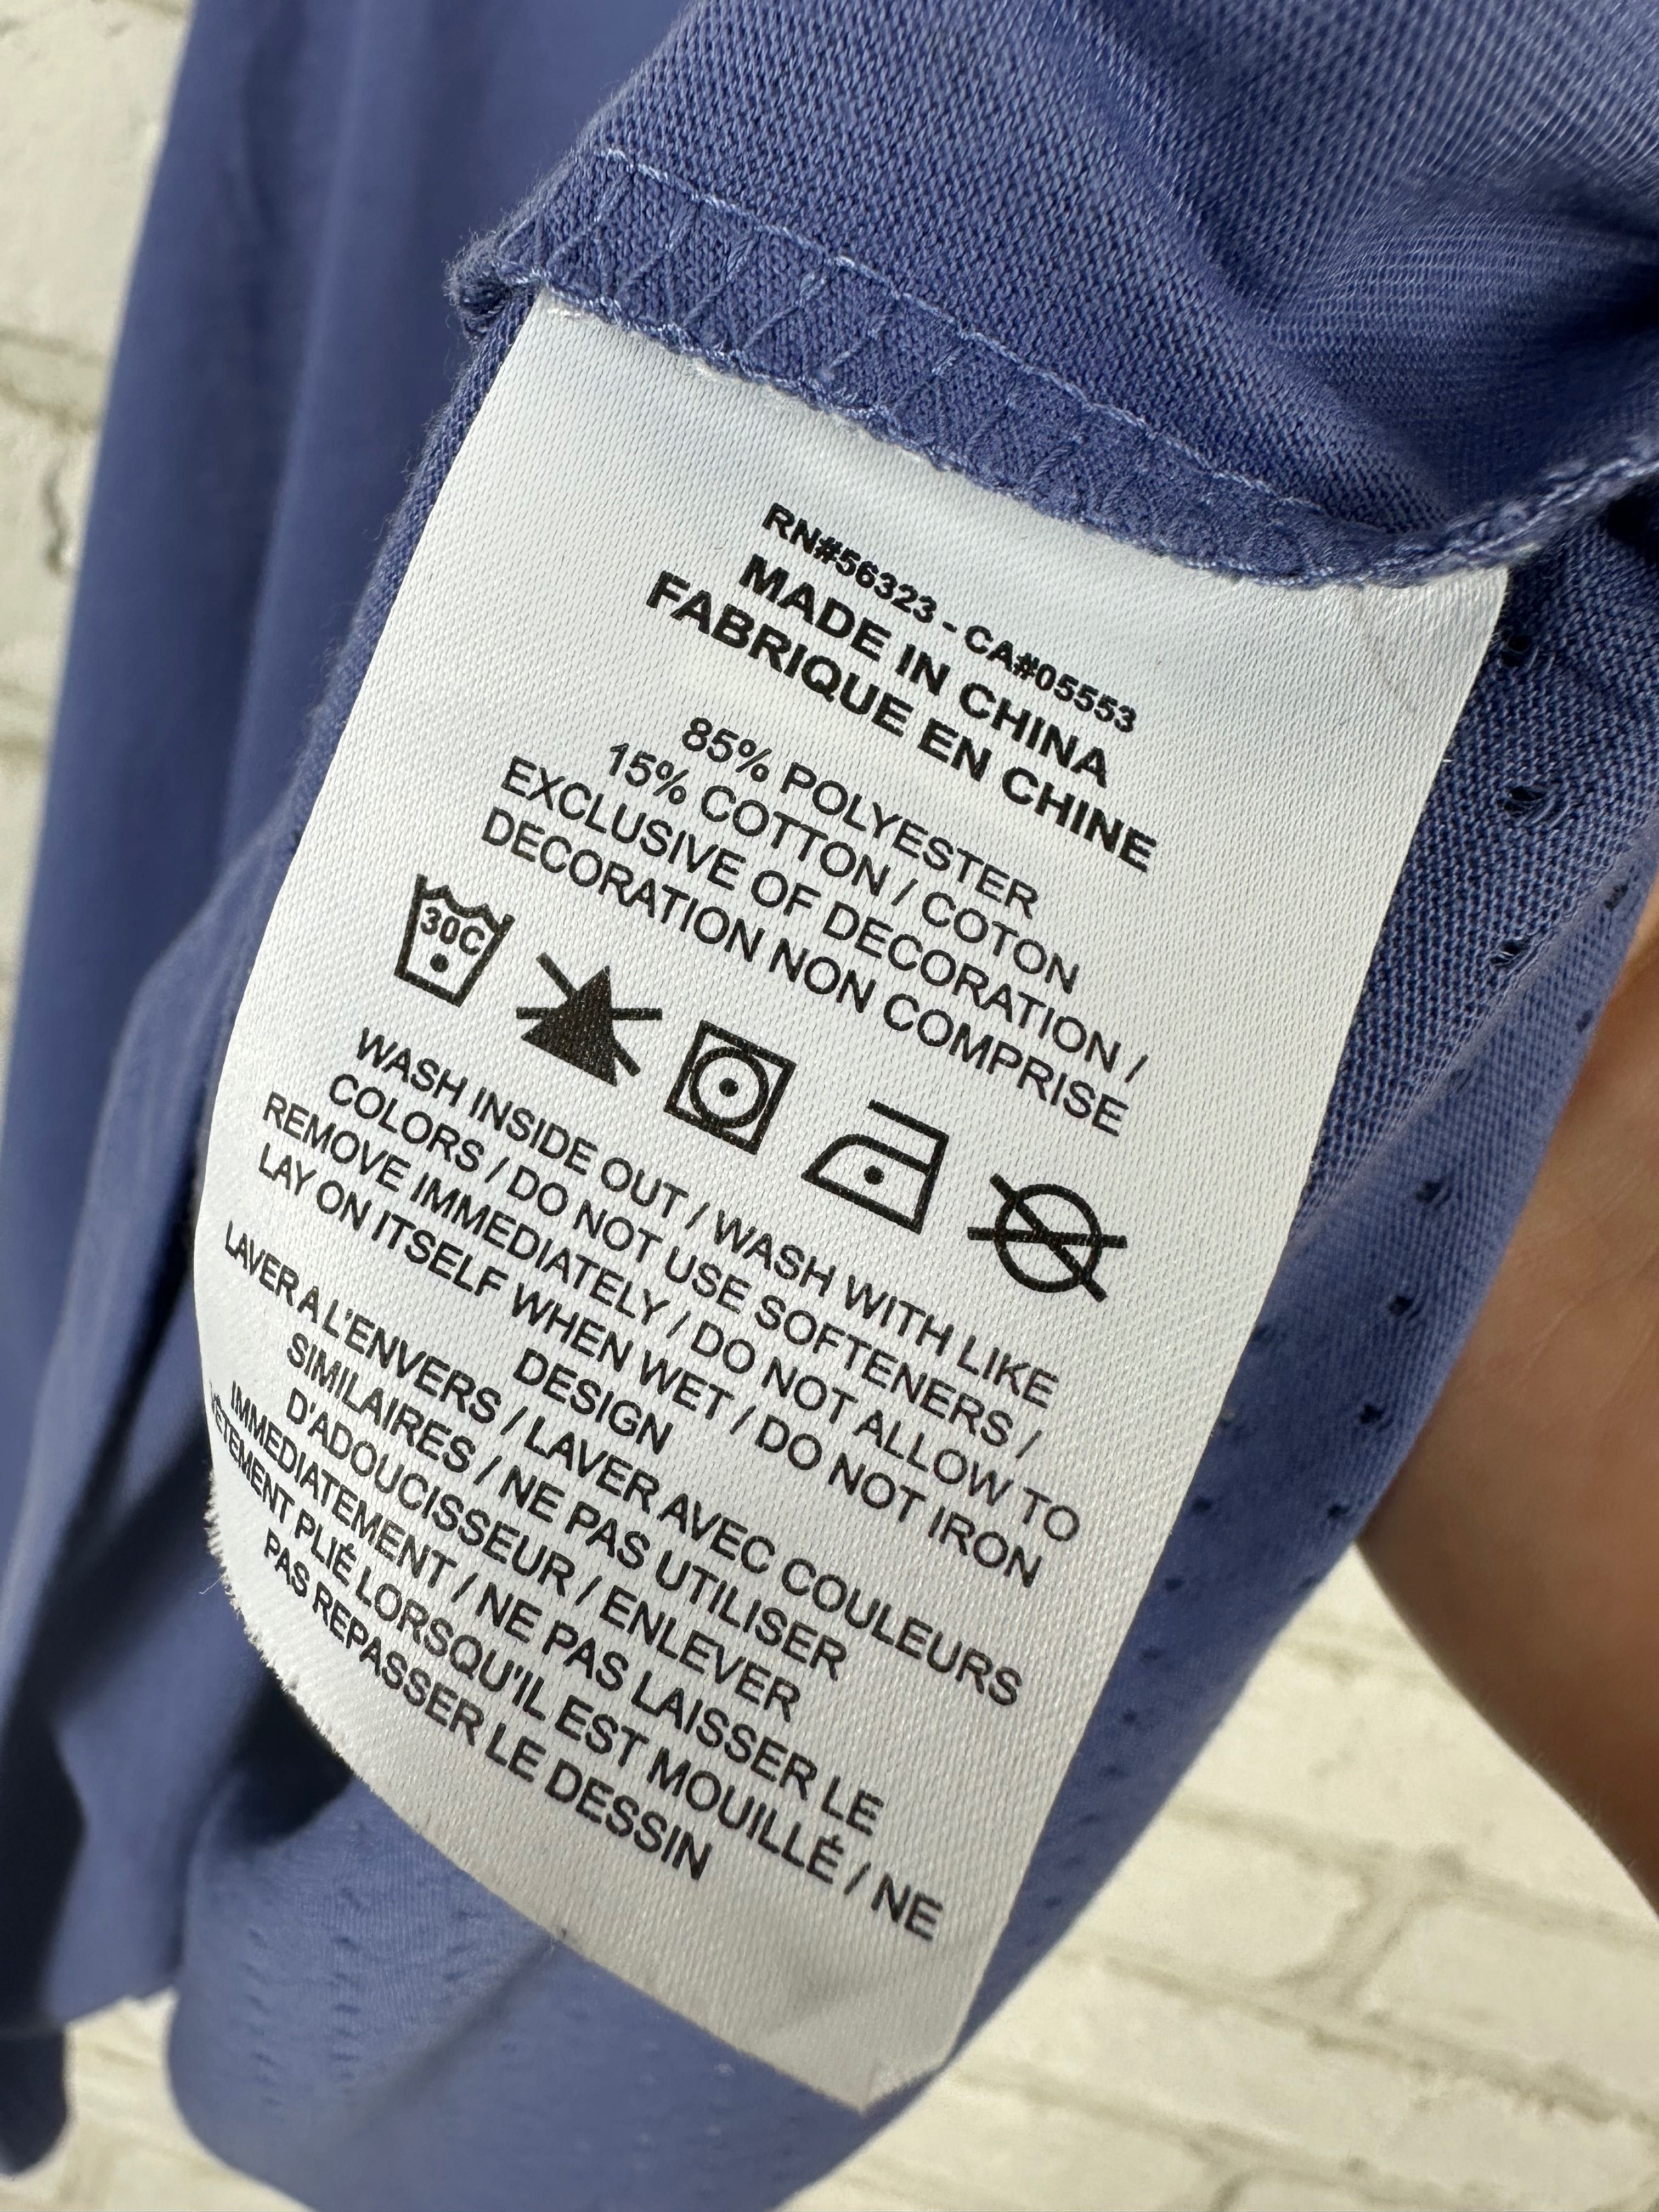 RN#56323 - CA#05553
MADE IN CHINA
FABRIQUE EN CHINE
85% POLYESTER
15% COTTON / COTON
EXCLUSIVE OF DECORATION /
DECORATION NON COMPRISE
30C
WASH INSIDE OUT / WASH WITH LIKE
COLORS / DO NOT USE SOFTENERS /
REMOVE IMMEDIATELY / DO NOT ALLOW TO
LAY ON ITSELF WHEN WET / DO NOT IRON
DESIGN
LAVER A L'ENVERS / LAVER AVEC COULEURS
SIMILAIRES / NE PAS UTILISER
D'ADOUCISSEUR / ENLEVER
IMMEDIATEMENT / NE PAS LAISSER LE
VÊTEMENT PLIÉ LORSQU'IL EST MOUILLÉ / NE
PAS REPASSER LE DESSIN